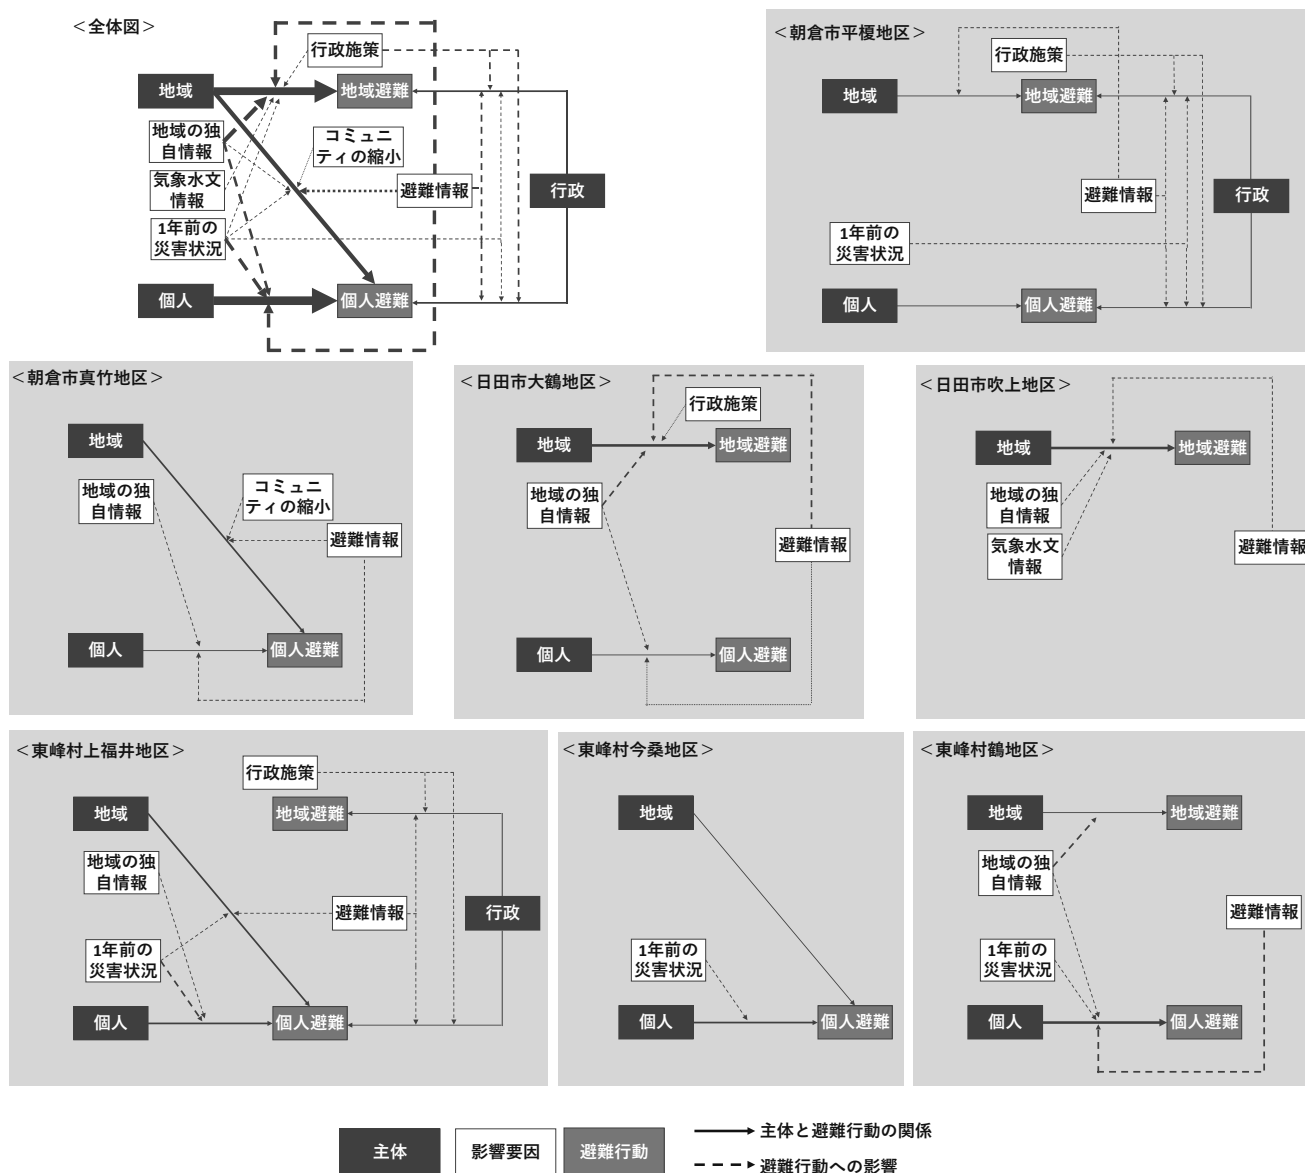 ＜全体図＞
行政施策
地域
地域避難
地域の独
自情報
コミュニ
ティの縮小
気象水文
情報
避難情報
行政
1年前の
災害状況
個人
個人避難
＜朝倉市平榎地区＞
行政施策
地域
地域避難
避難情報
行政
1年前の
災害状況
個人
個人避難
＜朝倉市真竹地区＞
地域
地域の独
自情報
コミュニ
ティの縮小
避難情報
個人
個人避難
＜日田市大鶴地区＞
行政施策
地域
地域避難
地域の独
自情報
避難情報
個人
個人避難
＜日田市吹上地区＞
地域
地域避難
地域の独
自情報
気象水文
情報
避難情報
＜東峰村上福井地区＞
行政施策
地域
地域避難
地域の独
自情報
避難情報
行政
1年前の
災害状況
個人
個人避難
＜東峰村今桑地区＞
地域
1年前の
災害状況
個人
個人避難
＜東峰村鶴地区＞
地域
地域避難
地域の独
自情報
避難情報
1年前の
災害状況
個人
個人避難
主体
影響要因
避難行動
主体と避難行動の関係
避難行動への影響